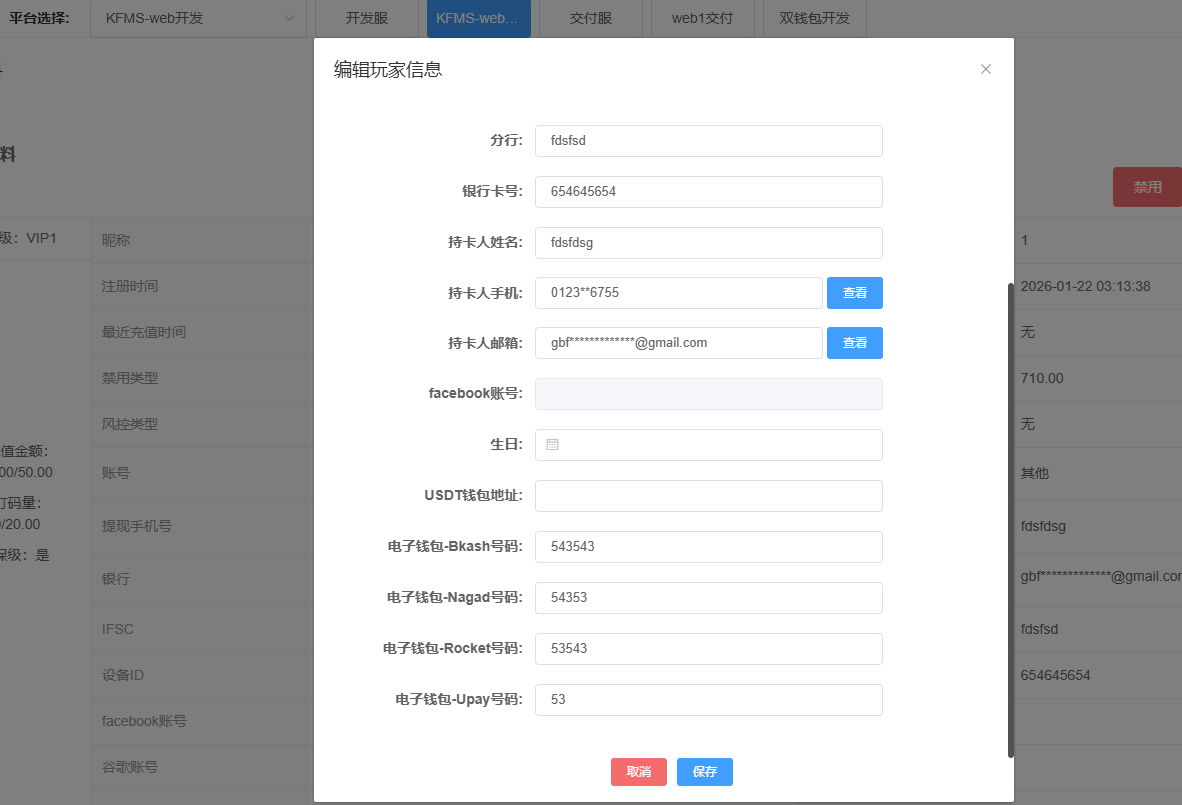 平台选择: KFMS-web开发 开发服 KFMS-web... 交付服 web1交付 双钱包开发
编辑玩家信息
料
禁用
分行: fdsfsd
银行卡号: 654645654
持卡人姓名: fdsfdsg
持卡人手机: 0123**6755 查看
持卡人邮箱: gbf*************@gmail.com 查看
facebook账号:
生日:
USDT钱包地址:
电子钱包-Bkash号码: 543543
电子钱包-Nagad号码: 54353
电子钱包-Rocket号码: 53543
电子钱包-Upay号码: 53
取消 保存
级: VIP1
值金额:
00/50.00
打码量:
/20.00
保级: 是
昵称 1
注册时间 2026-01-22 03:13:38
最近充值时间 无
禁用类型 710.00
风控类型 无
账号 其他
提现手机号 fdsfdsg
银行 gbf*************@gmail.cor
IFSC fdsfsd
设备ID 654645654
facebook账号
谷歌账号